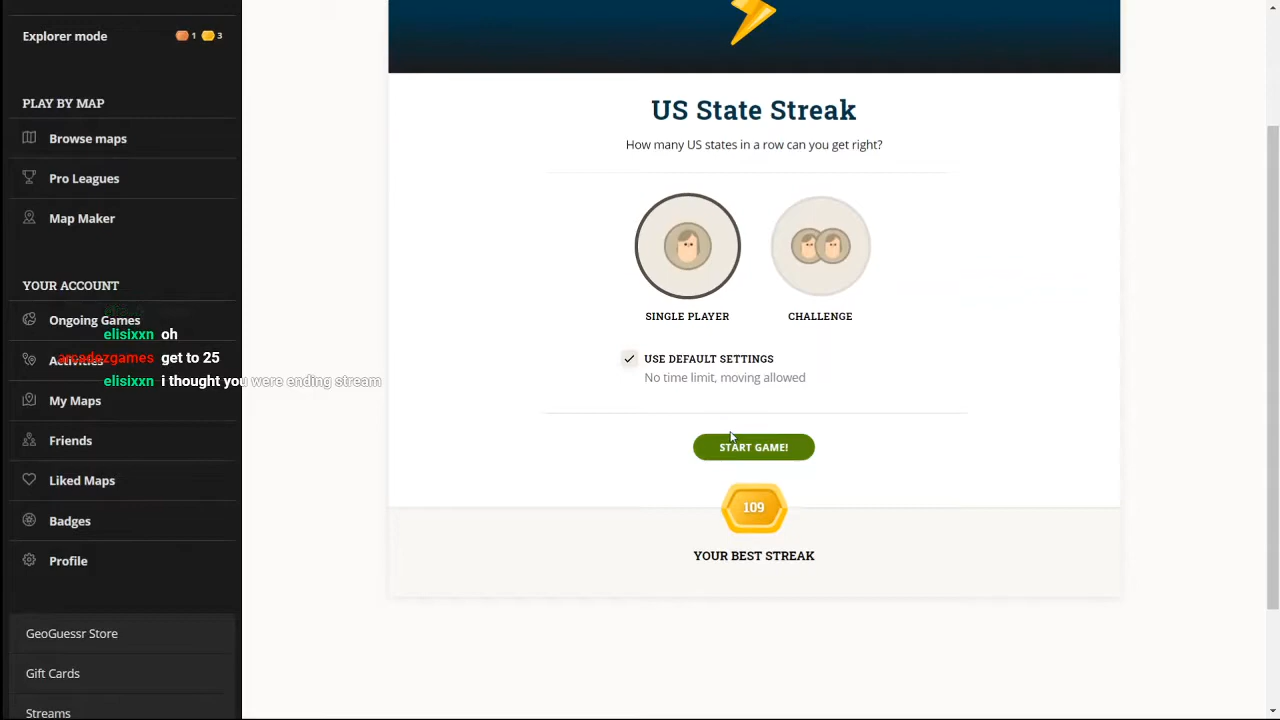 Explorer mode
1
3
PLAY BY MAP
Browse maps
Pro Leagues
Map Maker
YOUR ACCOUNT
Ongoing Games
elisixxn oh
arcadezgames get to 25
elisixxn i thought you were ending stream
My Maps
Friends
Liked Maps
Badges
Profile
GeoGuessr Store
Gift Cards
Streams
US State Streak
How many US states in a row can you get right?
SINGLE PLAYER
CHALLENGE
USE DEFAULT SETTINGS
No time limit, moving allowed
START GAME!
109
YOUR BEST STREAK